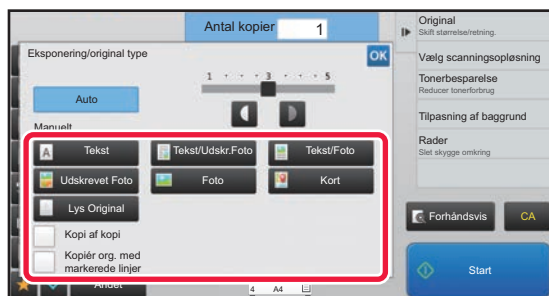 Antal kopier 1
Eksponering/original type
OK
1 3 5
Auto
Manuelt
A Tekst
Tekst/Udskr.Foto
Tekst/Foto
Udskrevet Foto
Foto
Kort
Lys Original
Kopi af kopi
Kopiér org. med
markerede linjer
Andet
4 A4
Original
Skift størrelse/retning.
Vælg scanningsopløsning
Tonerbesparelse
Reducer tonerforbrug
Tilpasning af baggrund
Rader
Slet skygge omkring
Forhåndsvis
CA
Start